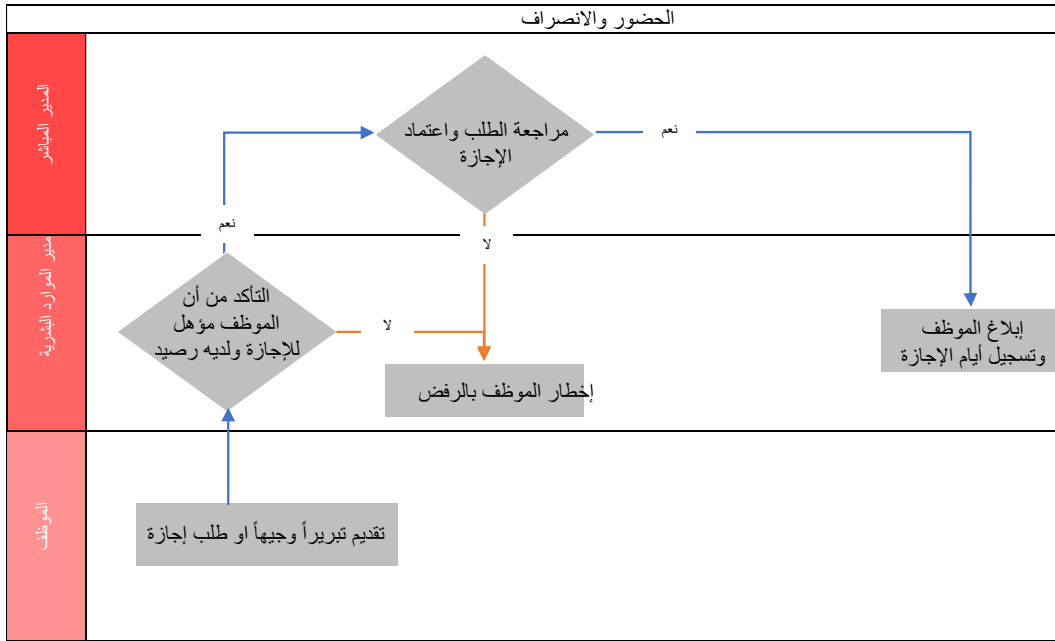 الحضور والانصراف
المدير المباشر
مراجعة الطلب واعتماد
الإجازة
نعم
نعم
لا
مدير الموارد البشرية
التأكد من أن
الموظف مؤهل
للإجازة ولديه رصيد
لا
إخطار الموظف بالرفض
إبلاغ الموظف
وتسجيل أيام الإجازة
الموظف
تقديم تبريراً وجيهاً او طلب إجازة